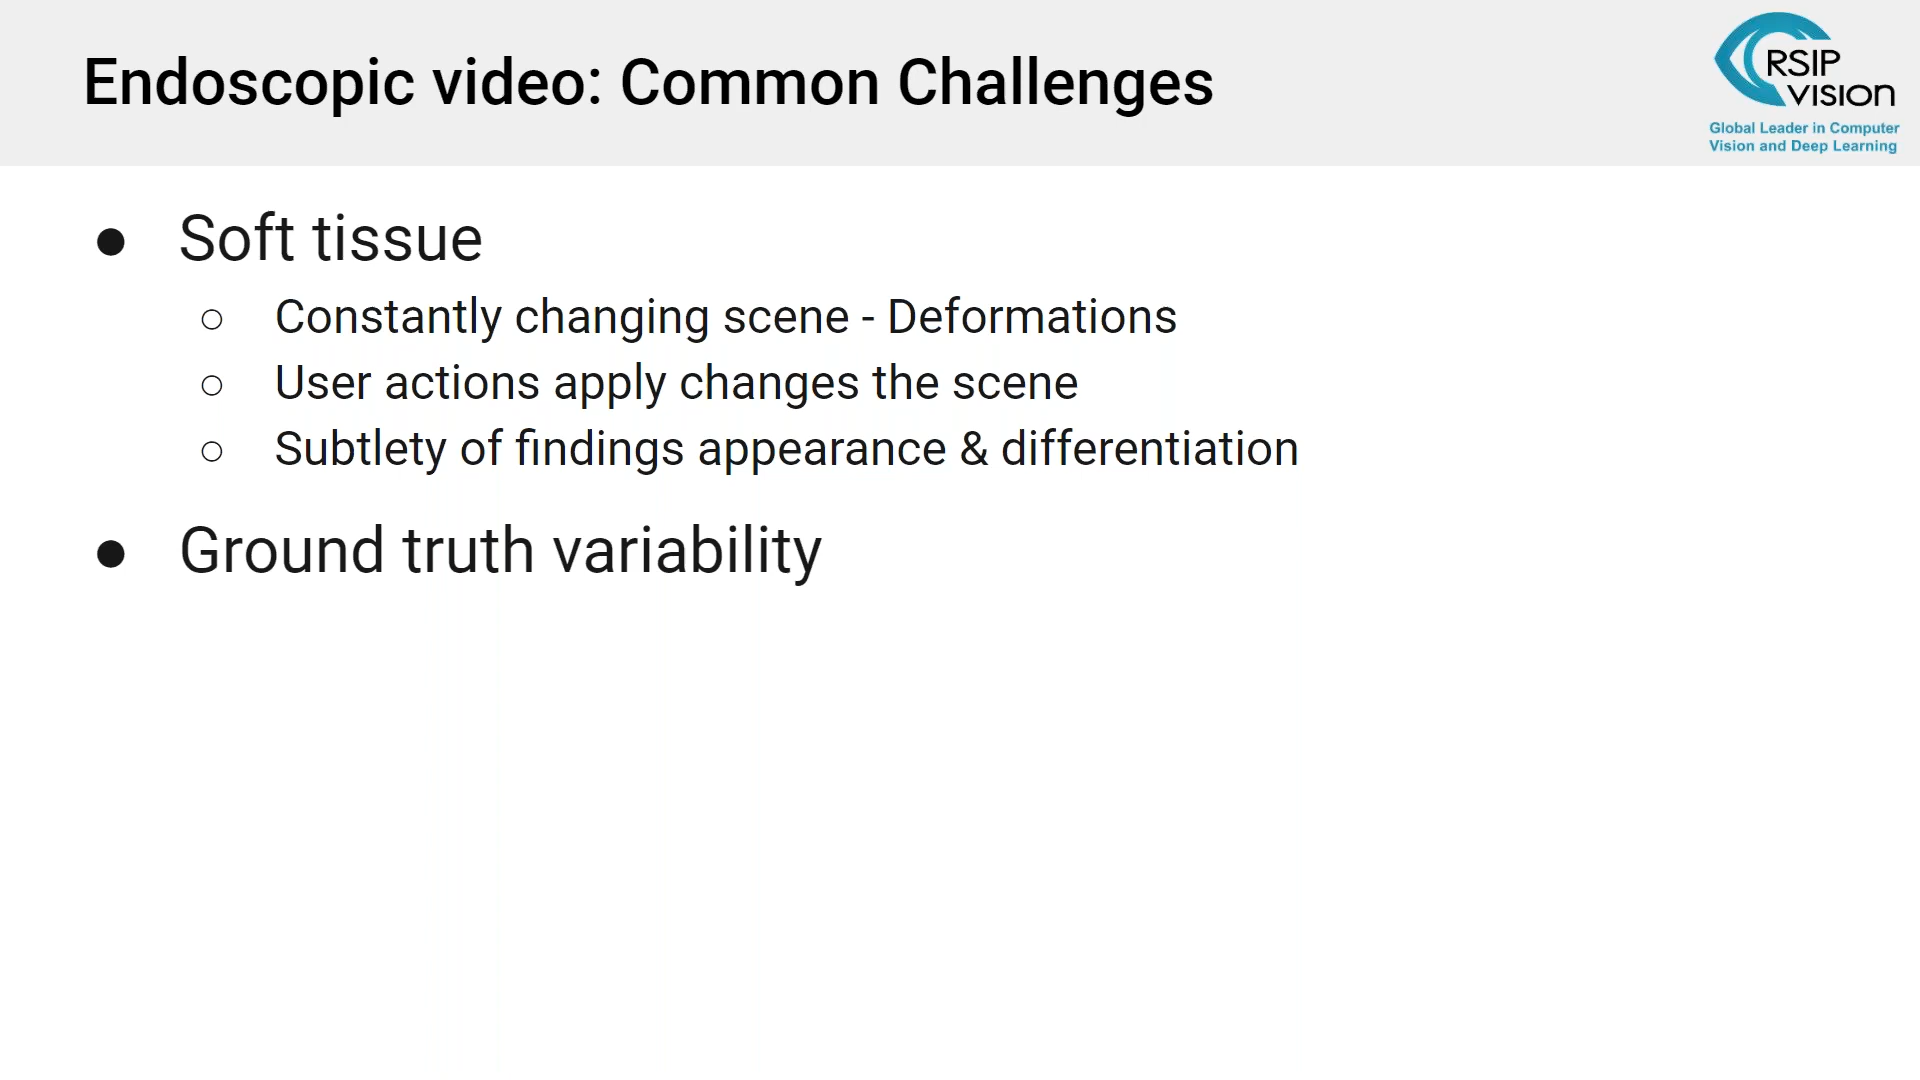 Endoscopic video: Common Challenges
RSIP
VISION
Global Leader in Computer
Vision and Deep Learning
● Soft tissue
○ Constantly changing scene - Deformations
○ User actions apply changes the scene
○ Subtlety of findings appearance & differentiation
● Ground truth variability